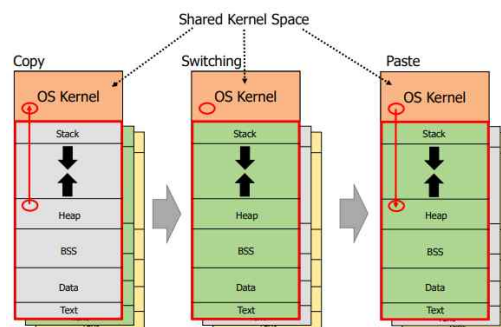 Shared Kernel Space
Copy
Switching
Paste
OS Kernel
OS Kernel
OS Kernel
Stack
Stack
Stack
Heap
Heap
Heap
BSS
BSS
BSS
Data
Data
Data
Text
Text
Text